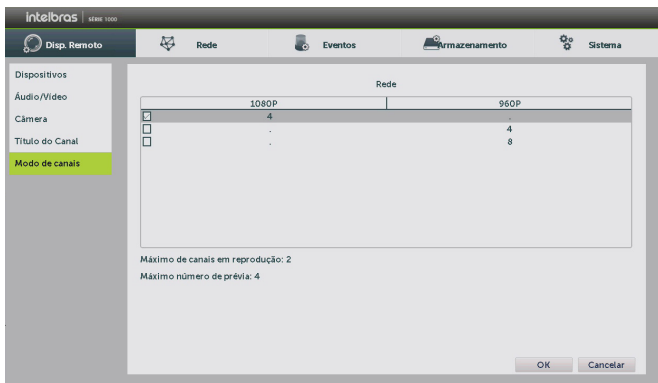 intelbras SÉRIE 1000
Disp. Remoto Rede Eventos Armazenamento Sistema
Dispositivos
Áudio/Vídeo
Câmera
Título do Canal
Modo de canais
Rede
1080P 960P
4 .
. 4
. 8
Máximo de canais em reprodução: 2
Máximo número de prévia: 4
OK Cancelar